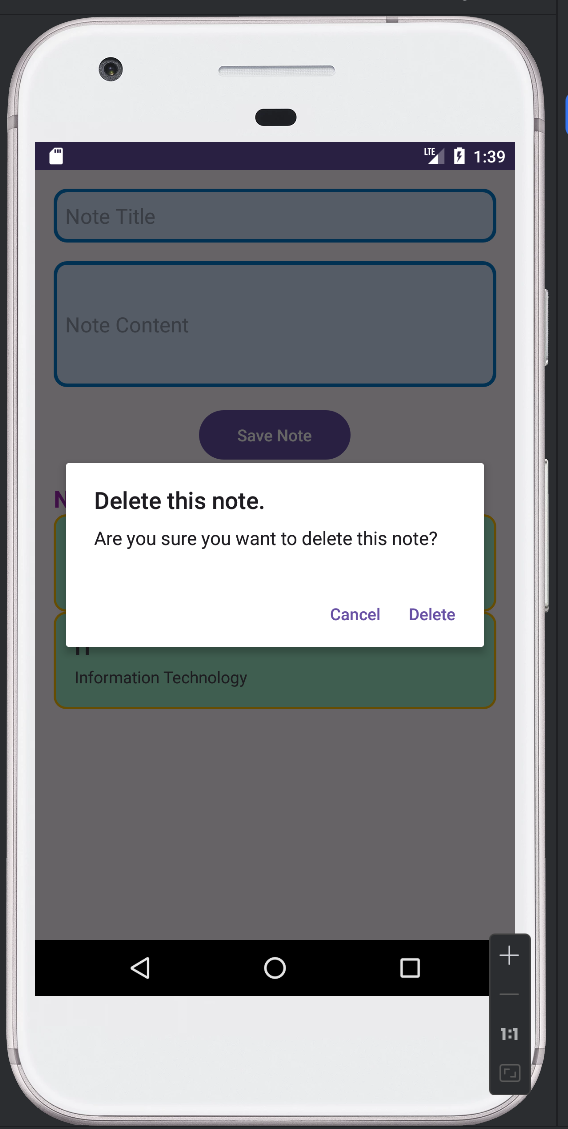 LTE 1:39
Note Title
Note Content
Save Note
Delete this note.
Are you sure you want to delete this note?
Cancel Delete
Information Technology
1:1